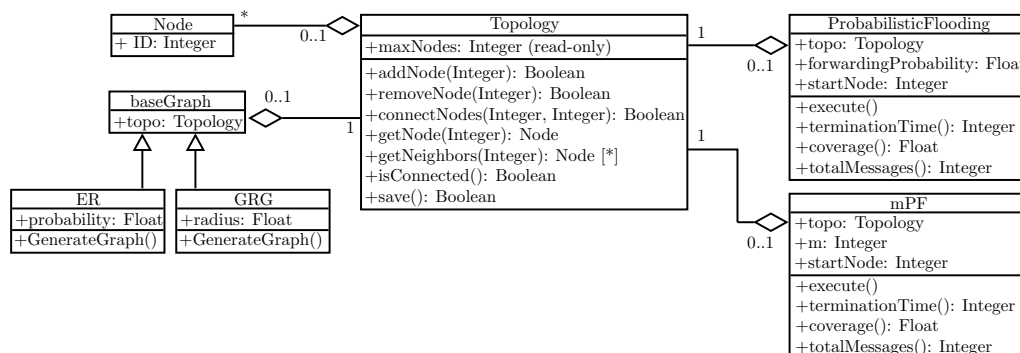 Node
+ ID: Integer
*
0..1
Topology
+maxNodes: Integer (read-only)
+addNode(Integer): Boolean
+removeNode(Integer): Boolean
+connectNodes(Integer, Integer): Boolean
+getNode(Integer): Node
+getNeighbors(Integer): Node [*]
+isConnected(): Boolean
+save(): Boolean
baseGraph
+topo: Topology
0..1
1
ER
+probability: Float
+GenerateGraph()
GRG
+radius: Float
+GenerateGraph()
1
0..1
ProbabilisticFlooding
+topo: Topology
+forwardingProbability: Float
+startNode: Integer
+execute()
+terminationTime(): Integer
+coverage(): Float
+totalMessages(): Integer
1
0..1
mPF
+topo: Topology
+m: Integer
+startNode: Integer
+execute()
+terminationTime(): Integer
+coverage(): Float
+totalMessages(): Integer